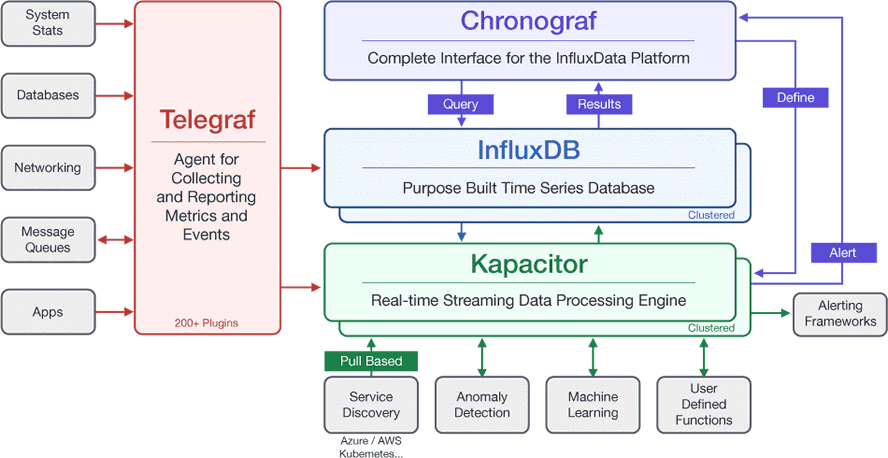 System
Stats
Databases
Networking
Message
Queues
Apps
Telegraf
Agent for
Collecting
and Reporting
Metrics and
Events
200+ Plugins
Chronograf
Complete Interface for the InfluxData Platform
Query
Results
Define
InfluxDB
Purpose Built Time Series Database
Clustered
Kapacitor
Real-time Streaming Data Processing Engine
Clustered
Alert
Alerting
Frameworks
Pull Based
Service
Discovery
Azure / AWS
Kubemetes...
Anomaly
Detection
Machine
Learning
User
Defined
Functions